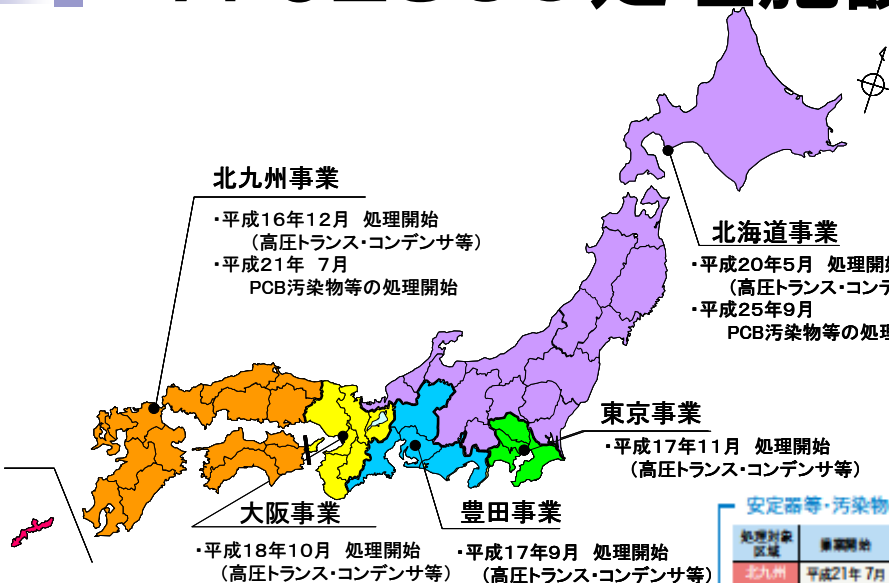 北九州事業
・平成16年12月 処理開始
(高圧トランス・コンデンサ等)
・平成21年 7月
PCB汚染物等の処理開始
北海道事業
・平成20年5月 処理開
(高圧トランス・コンデ
・平成25年9月
PCB汚染物等の処理
東京事業
・平成17年11月 処理開始
(高圧トランス・コンデンサ等)
大阪事業
・平成18年10月 処理開始
(高圧トランス・コンデンサ等)
豊田事業
・平成17年9月 処理開始
(高圧トランス・コンデンサ等)
安定器等・汚染物
処理対象
区域
事業開始
北九州
平成21年 7月